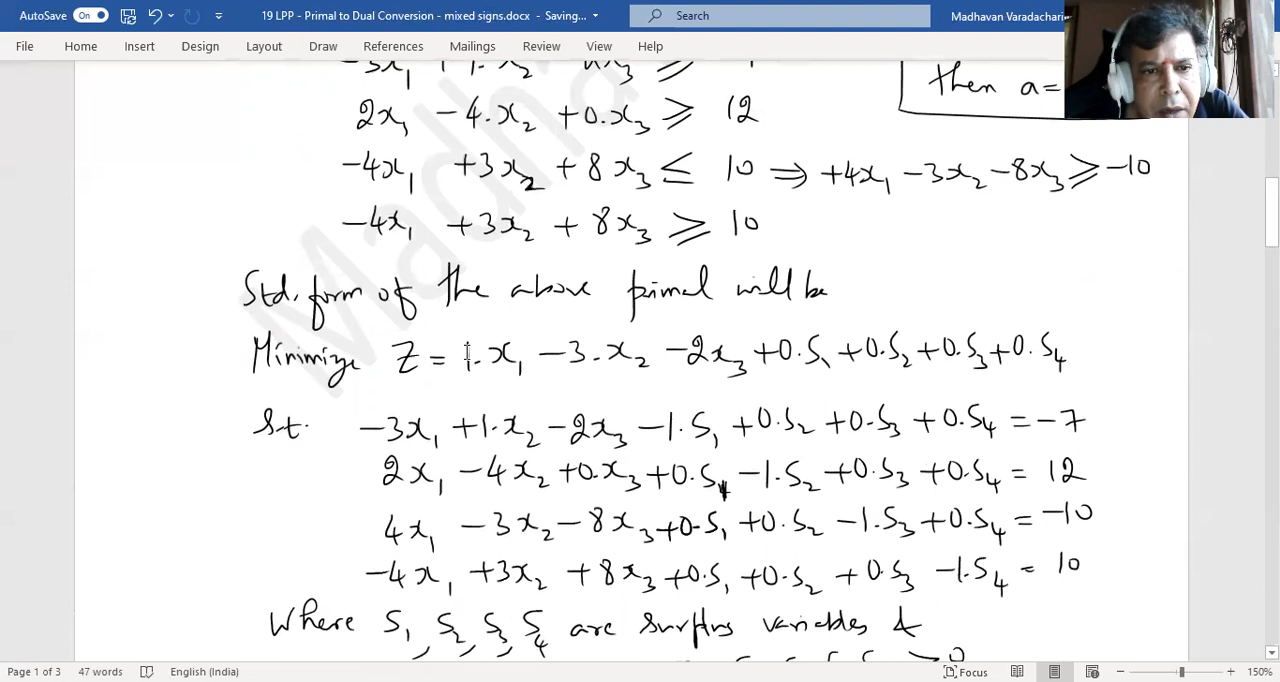 AutoSave On 19 LPP - Primal to Dual Conversion - mixed signs.docx - Saving... Search Madhavan Varadachari
File Home Insert Design Layout Draw References Mailings Review View Help
-3x₁ +1.x₂ ≥
then a=
2x₁ -4.x₂ +0.x₃ ≥ 12
-4x₁ +3x₂ +8x₃ ≤ 10 ⇒ +4x₁ -3x₂ -8x₃ ≥ -10
-4x₁ +3x₂ +8x₃ ≥ 10
Std. form of the above primal will be
Minimize Z = 1.x₁ -3.x₂ -2x₃ +0.S₁ +0.S₂ +0.S₃ +0.S₄
St. -3x₁ +1.x₂ -2x₃ -1.S₁ +0.S₂ +0.S₃ +0.S₄ = -7
2x₁ -4x₂ +0.x₃ +0.S₁ -1.S₂ +0.S₃ +0.S₄ = 12
4x₁ -3x₂ -8x₃ +0.S₁ +0.S₂ -1.S₃ +0.S₄ = -10
-4x₁ +3x₂ +8x₃ +0.S₁ +0.S₂ +0.S₃ -1.S₄ = 10
Where S₁, S₂, S₃, S₄ are surplus variables &
Madha
Page 1 of 3 47 words English (India) Focus 150%